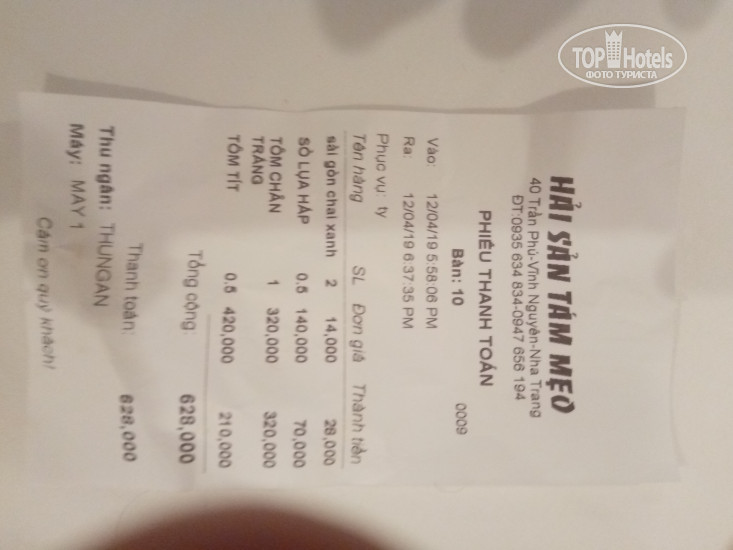 TOP Hotels
ФОТО ТУРИСТА
HẢI SẢN TÁM MẸO
40 Trần Phú-Vĩnh Nguyên-Nha Trang
ĐT:0935 634 834-0947 656 194
PHIẾU THANH TOÁN
0009
Bàn: 10
Vào: 12/04/19 5:58:06 PM
Ra: 12/04/19 6:37:35 PM
Phục vụ: ty
Tên hàng SL Đơn giá Thành tiền
sài gòn chai xanh 2 14,000 28,000
SÒ LỤA HẤP 0.5 140,000 70,000
TÔM CHÂN TRẮNG 1 320,000 320,000
TÔM TÍT 0.5 420,000 210,000
Tổng cộng: 628,000
Thanh toán: 628,000
Thu ngân: THUNGAN
Máy: MAY 1
Cảm ơn quý khách!